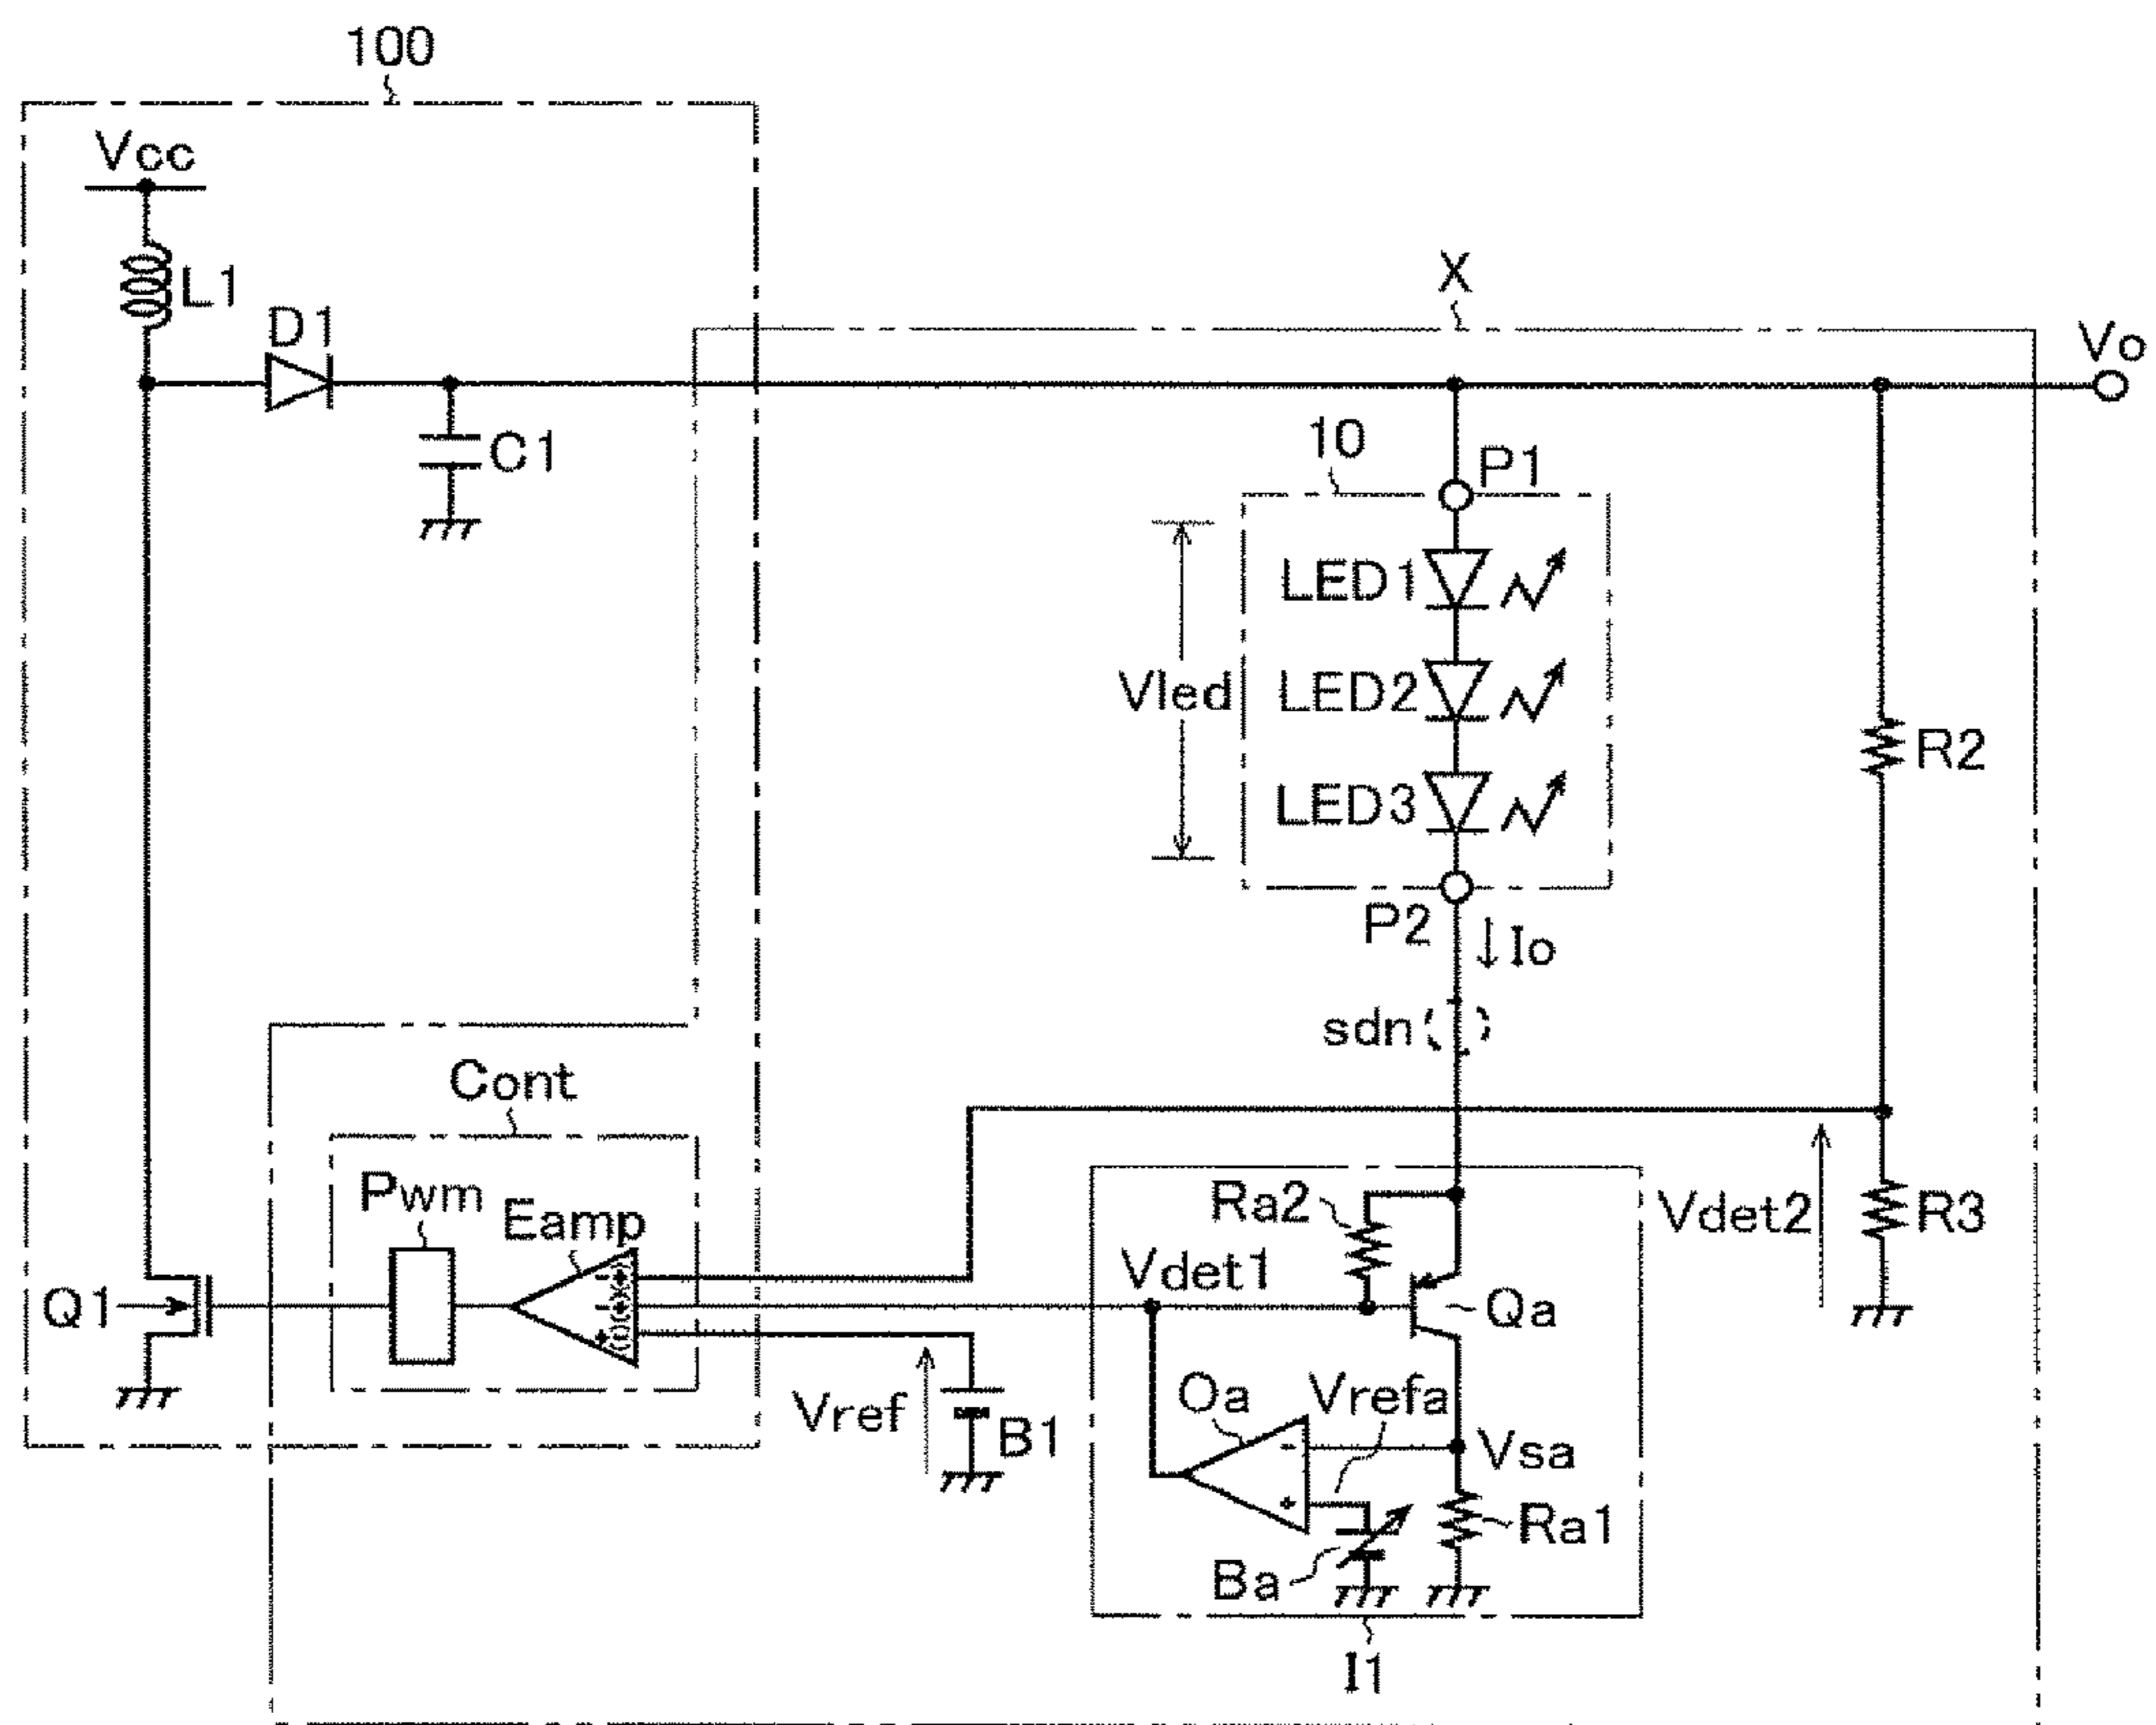 100
Vcc
L1
D1
C1
X
Vo
10
P1
LED1
Vled
LED2
LED3
R2
P2
Io
sdn
Cont
Pwm
Eamp
Ra2
Vdet1
Vdet2
R3
Q1
Qa
Vref
B1
Oa
Vrefa
Vsa
Ra1
Ba
I1